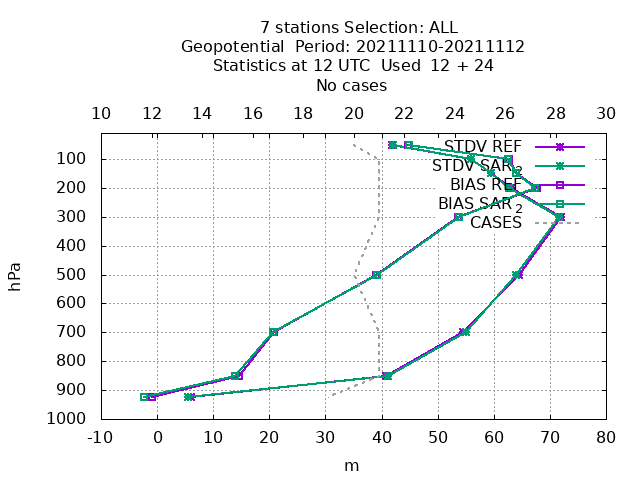 7 stations Selection: ALL
Geopotential  Period: 20211110-20211112
Statistics at 12 UTC  Used  12 + 24
No cases
10 12 14 16 18 20 22 24 26 28 30
STDV REF
STDV SAR2
BIAS REF
BIAS SAR2
CASES
100
200
300
400
500
600
700
800
900
1000
hPa
-10 0 10 20 30 40 50 60 70 80
m